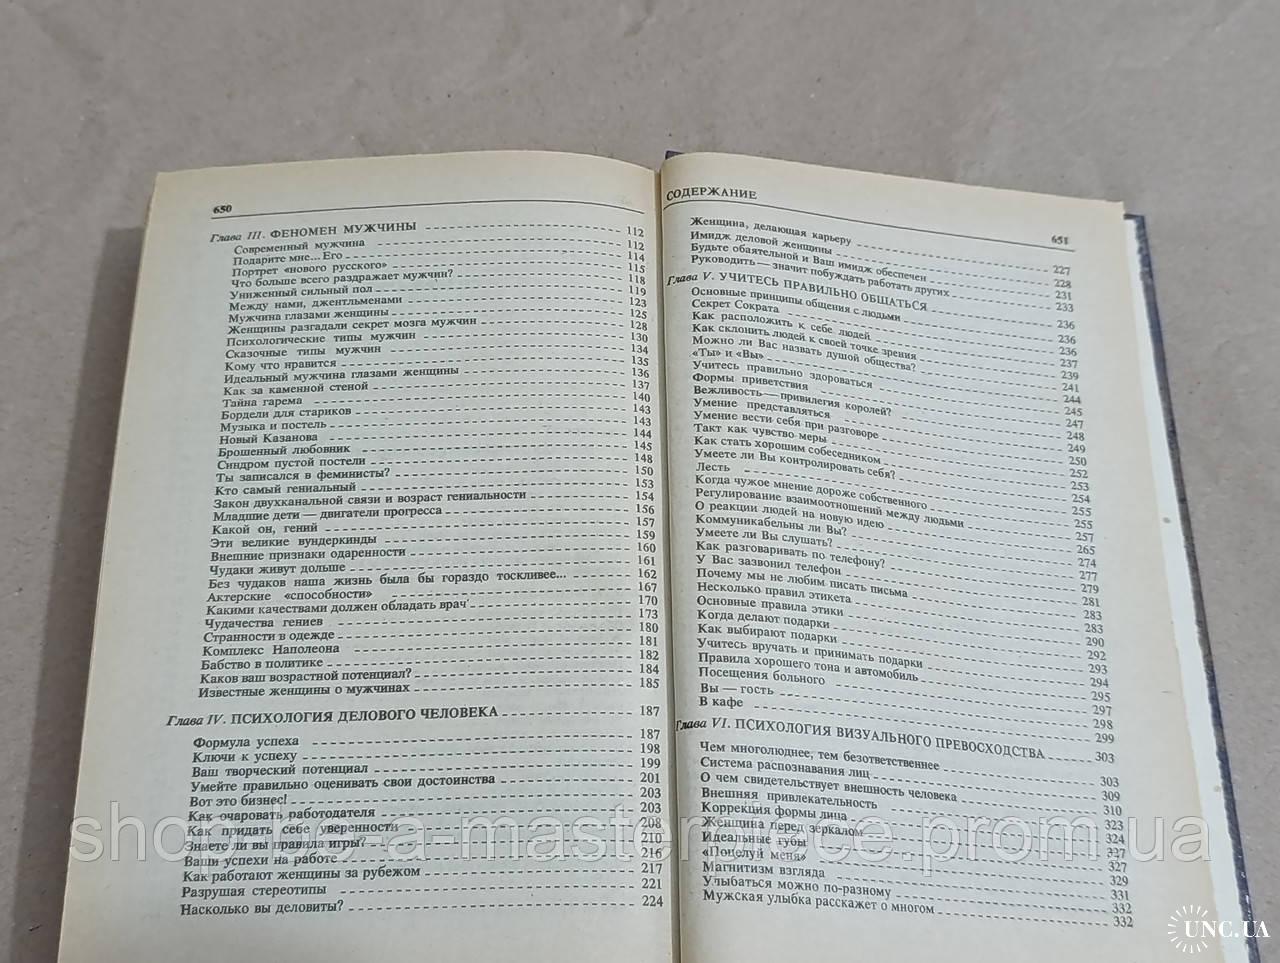 650
Глава III. ФЕНОМЕН МУЖЧИНЫ 112
Современный мужчина 112
Подарите мне... Его 114
Портрет «нового русского» 115
Что больше всего раздражает мужчин? 118
Униженный сильный пол 119
Между нами, джентльменами 123
Мужчина глазами женщины 125
Женщины разгадали секрет мозга мужчин 128
Психологические типы мужчин 130
Сказочные типы мужчин 134
Кому что нравится 135
Идеальный мужчина глазами женщины 136
Как за каменной стеной 137
Тайна гарема 140
Бордели для стариков 143
Музыка и постель 143
Новый Казанова 144
Брошенный любовник 145
Синдром пустой постели 148
Ты записался в феминисты? 150
Кто самый гениальный 153
Закон двухканальной связи и возраст гениальности 154
Младшие дети — двигатели прогресса 156
Какой он, гений 157
Эти великие вундеркинды 159
Внешние признаки одаренности 160
Чудаки живут дольше 161
Без чудаков наша жизнь была бы гораздо тоскливее... 162
Актерские «способности» 167
Какими качествами должен обладать врач 170
Чудачества гениев 173
Странности в одежде 180
Комплекс Наполеона 181
Бабство в политике 182
Каков ваш возрастной потенциал? 184
Известные женщины о мужчинах 185
Глава IV. ПСИХОЛОГИЯ ДЕЛОВОГО ЧЕЛОВЕКА 187
Формула успеха 187
Ключи к успеху 198
Ваш творческий потенциал 199
Умейте правильно оценивать свои достоинства 201
Вот это бизнес! 203
Как очаровать работодателя 203
Как придать себе уверенности 208
Знаете ли вы правила игры? 210
Ваши успехи на работе 216
Как работают женщины за рубежом 217
Разрушая стереотипы 221
Насколько вы деловиты? 224
СОДЕРЖАНИЕ 651
Женщина, делающая карьеру 227
Имидж деловой женщины 228
Будьте обаятельной и Ваш имидж обеспечен 231
Руководить — значит побуждать работать других 233
Глава V. УЧИТЕСЬ ПРАВИЛЬНО ОБЩАТЬСЯ 236
Основные принципы общения с людьми 236
Секрет Сократа 236
Как расположить к себе людей 237
Как склонить людей к своей точке зрения 239
Можно ли Вас назвать душой общества? 241
«Ты» и «Вы» 244
Учитесь правильно здороваться 245
Формы приветствия 247
Вежливость — привилегия королей? 248
Умение представляться 249
Умение вести себя при разговоре 250
Такт как чувство меры 252
Как стать хорошим собеседником 253
Умеете ли Вы контролировать себя? 254
Лесть 255
Когда чужое мнение дороже собственного 255
Регулирование взаимоотношений между людьми 257
О реакции людей на новую идею 265
Коммуникабельны ли Вы? 274
Умеете ли Вы слушать? 277
Как разговаривать по телефону? 279
У Вас зазвонил телефон 281
Почему мы не любим писать письма 283
Несколько правил этикета 283
Основные правила этики 290
Когда делают подарки 292
Как выбирают подарки 293
Учитесь вручать и принимать подарки 294
Правила хорошего тона и автомобиль 295
Посещения больного 297
Вы — гость 298
В кафе 299
Глава VI. ПСИХОЛОГИЯ ВИЗУАЛЬНОГО ПРЕВОСХОДСТВА 303
Чем многолюднее, тем безответственнее 303
Система распознавания лиц 309
О чем свидетельствует внешность человека 310
Внешняя привлекательность 323
Коррекция формы лица 324
Женщина перед зеркалом 327
Идеальные губы 327
«Поцелуй меня» 329
Магнитизм взгляда 331
Улыбаться можно по-разному 332
Мужская улыбка расскажет о многом 332
shop-be-a-masterpiece.prom.ua
UNC.UA